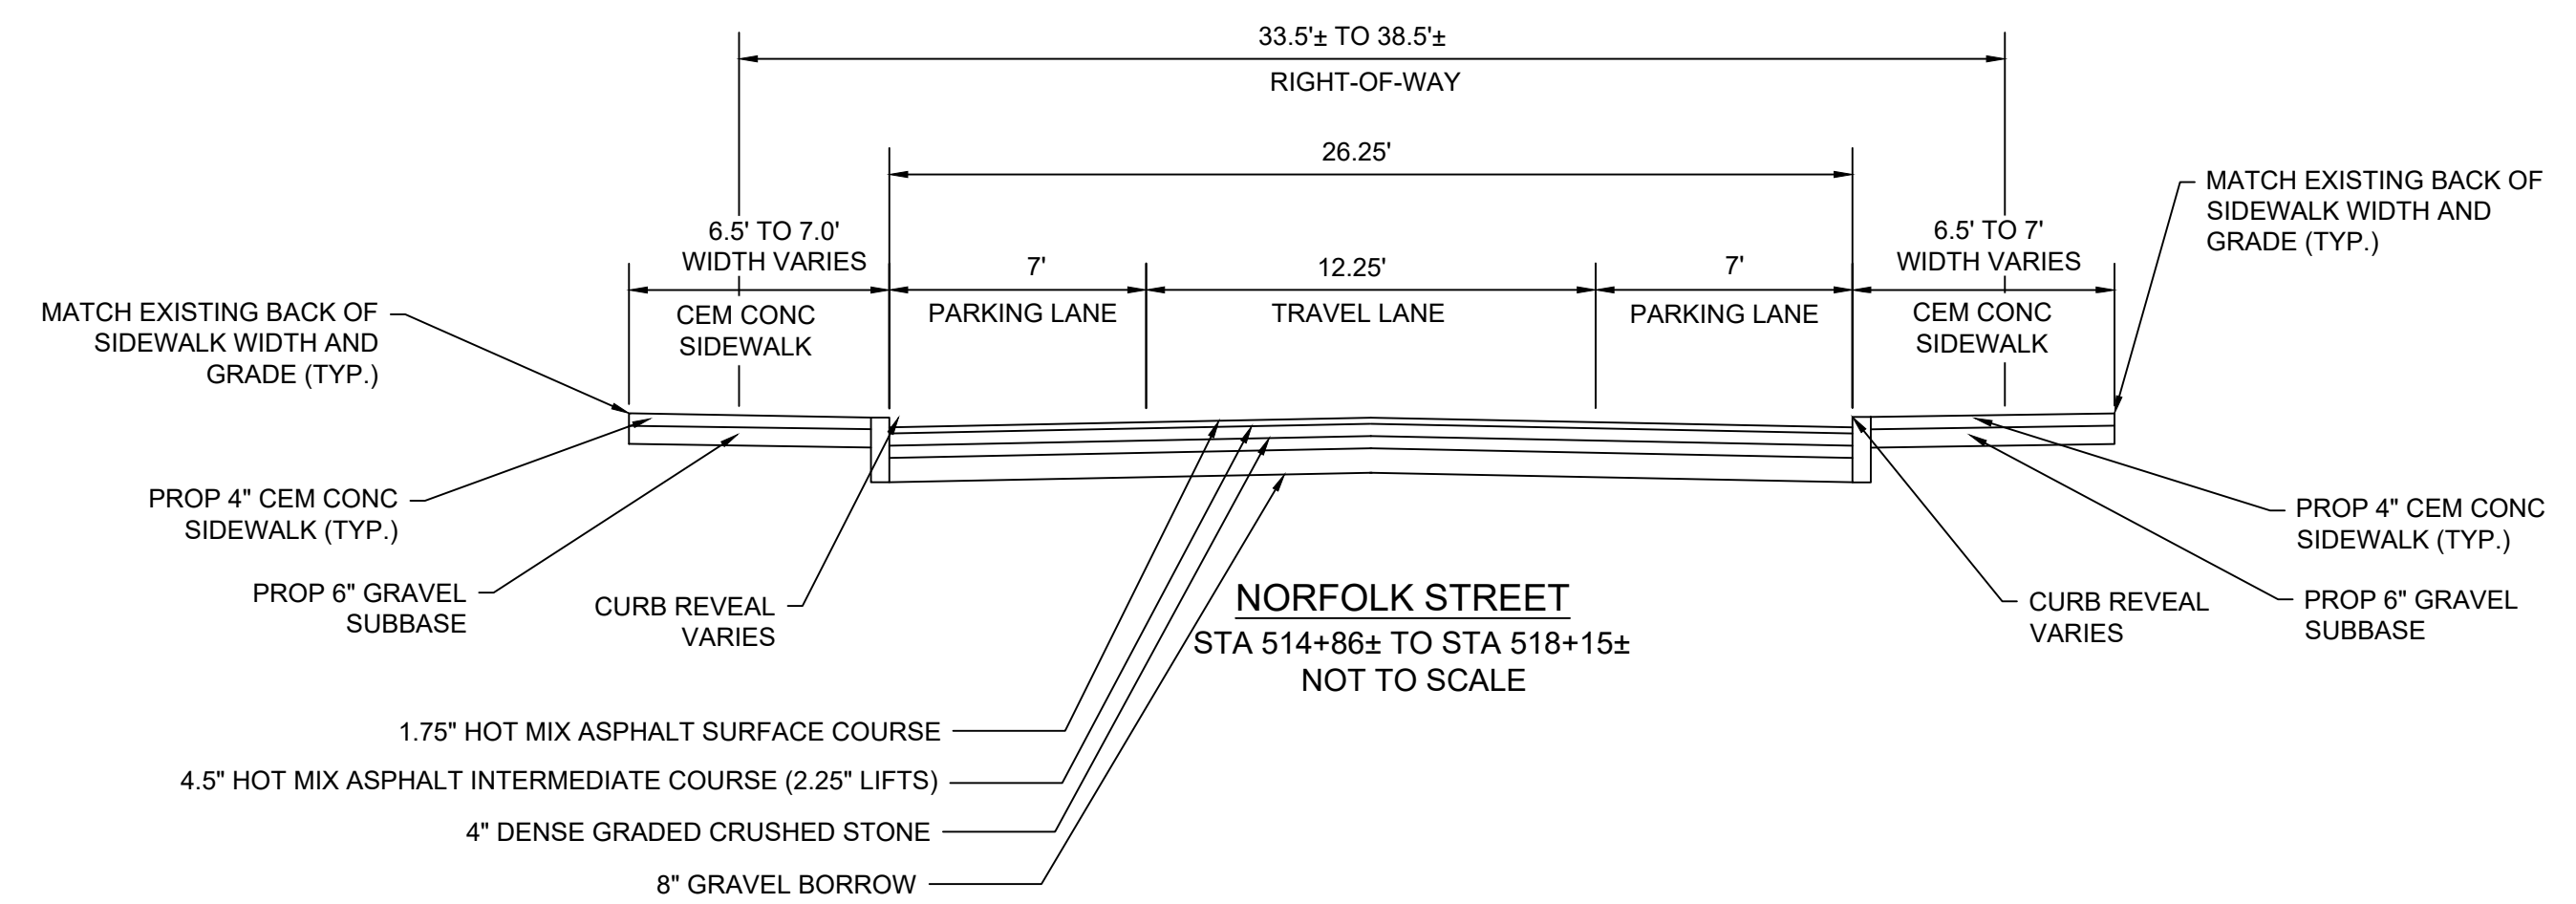 33.5'± TO 38.5'±
RIGHT-OF-WAY
26.25'
6.5' TO 7.0'
WIDTH VARIES
CEM CONC
SIDEWALK
7'
PARKING LANE
12.25'
TRAVEL LANE
7'
PARKING LANE
6.5' TO 7'
WIDTH VARIES
CEM CONC
SIDEWALK
MATCH EXISTING BACK OF
SIDEWALK WIDTH AND
GRADE (TYP.)
MATCH EXISTING BACK OF
SIDEWALK WIDTH AND
GRADE (TYP.)
PROP 4" CEM CONC
SIDEWALK (TYP.)
PROP 6" GRAVEL
SUBBASE
CURB REVEAL
VARIES
NORFOLK STREET
STA 514+86± TO STA 518+15±
NOT TO SCALE
CURB REVEAL
VARIES
PROP 4" CEM CONC
SIDEWALK (TYP.)
PROP 6" GRAVEL
SUBBASE
1.75" HOT MIX ASPHALT SURFACE COURSE
4.5" HOT MIX ASPHALT INTERMEDIATE COURSE (2.25" LIFTS)
4" DENSE GRADED CRUSHED STONE
8" GRAVEL BORROW